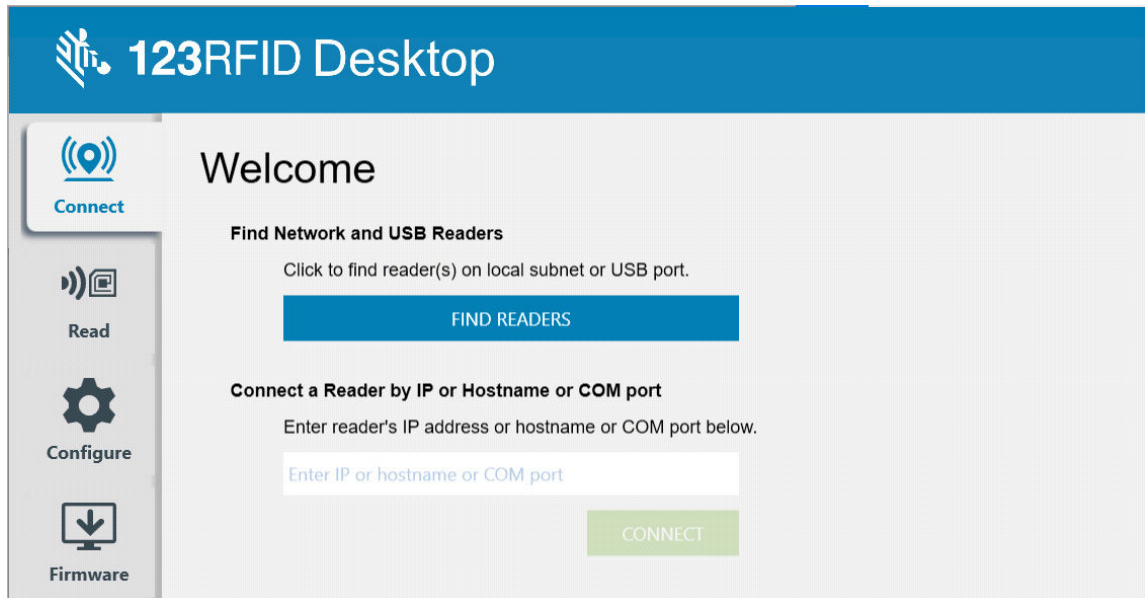 123RFID Desktop
Connect
Read
Configure
Firmware
Welcome
Find Network and USB Readers
Click to find reader(s) on local subnet or USB port.
FIND READERS
Connect a Reader by IP or Hostname or COM port
Enter reader's IP address or hostname or COM port below.
Enter IP or hostname or COM port
CONNECT